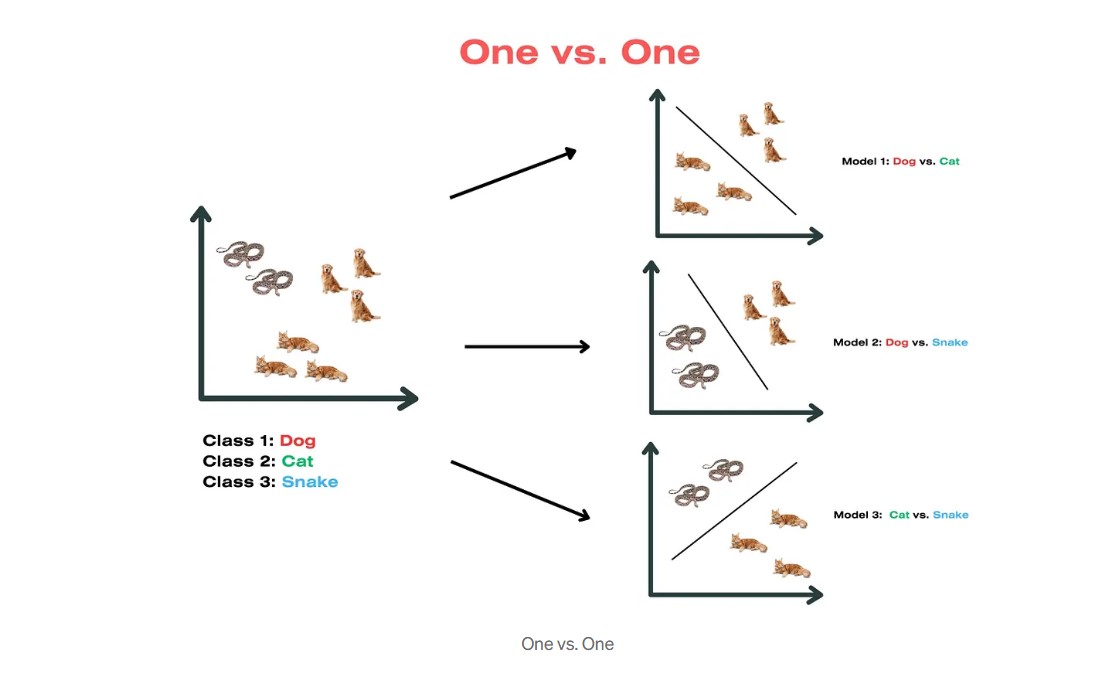 One vs. One
Model 1: Dog vs. Cat
Model 2: Dog vs. Snake
Class 1: Dog
Class 2: Cat
Class 3: Snake
Model 3: Cat vs. Snake
One vs. One